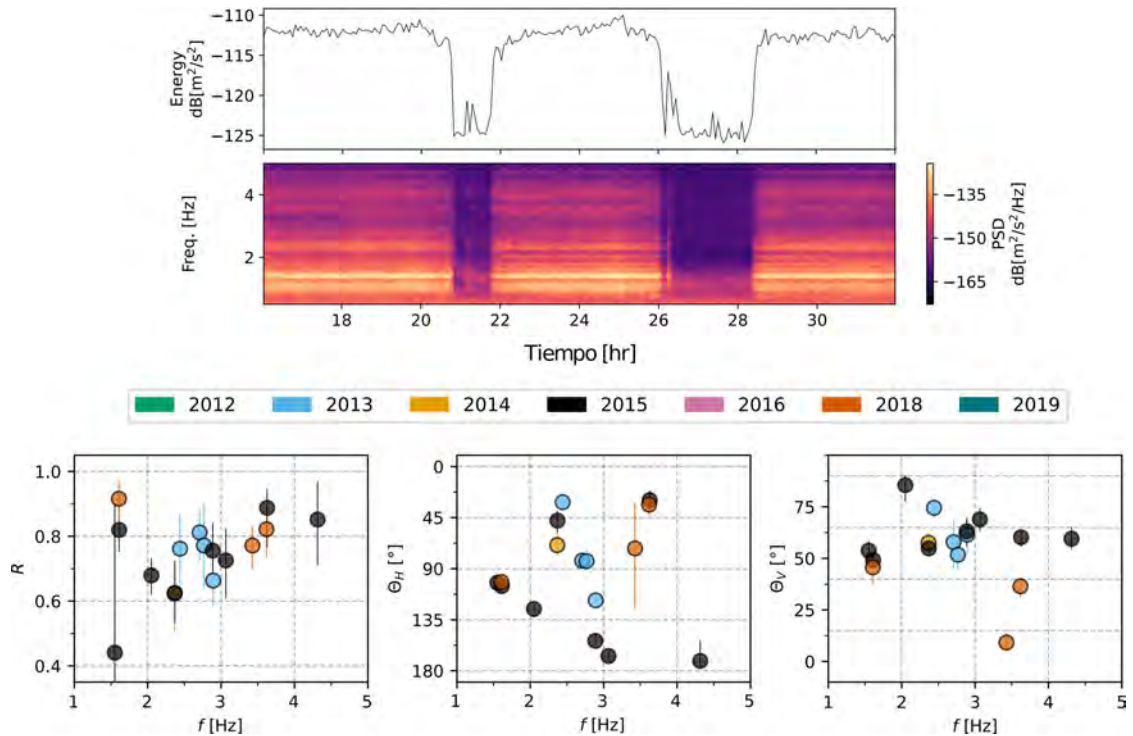 −110
−115
−120
−125
Energy
dB[m²/s²]
4
2
Freq. [Hz]
18 20 22 24 26 28 30
Tiempo [hr]
−135
−150
−165
PSD
dB[m²/s²/Hz]
2012 2013 2014 2015 2016 2018 2019
1.0
0.8
0.6
0.4
R
1 2 3 4 5
f [Hz]
0
45
90
135
180
Θ_H [°]
1 2 3 4 5
f [Hz]
75
50
25
0
Θ_V [°]
1 2 3 4 5
f [Hz]